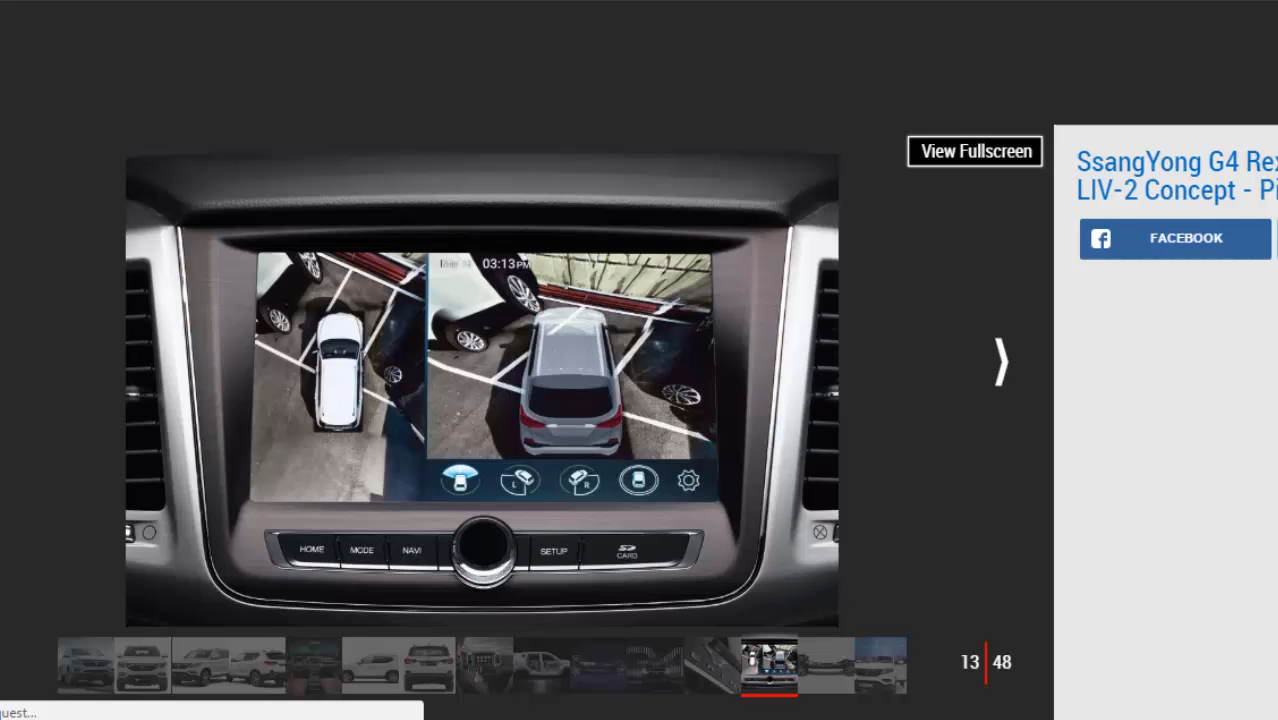 View Fullscreen
SsangYong G4 Rex
LIV-2 Concept - Pi
FACEBOOK
03:13PM
L
R
HOME
MODE
NAVI
SETUP
SD
CARD
13
48
quest...